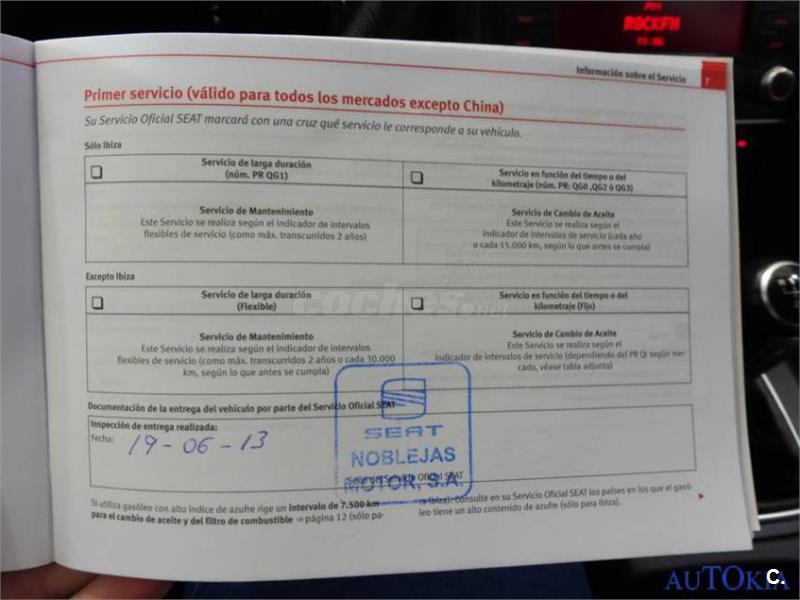 ROCKFM
Información sobre el Servicio
7
Primer servicio (válido para todos los mercados excepto China)
Su Servicio Oficial SEAT marcará con una cruz qué servicio le corresponde a su vehículo.
Sólo Ibiza
Servicio de larga duración
(núm. PR QG1)
Servicio en función del tiempo o del
kilometraje (núm. PR: QG0 ,QG2 ó QG3)
Servicio de Mantenimiento
Este Servicio se realiza según el indicador de intervalos
flexibles de servicio (como máx. transcurridos 2 años)
Servicio de Cambio de Aceite
Este Servicio se realiza según el
indicador de intervalos de servicio (cada año
o cada 15.000 km, según lo que antes se cumpla)
Excepto Ibiza
Servicio de larga duración
(Flexible)
Servicio en función del tiempo o del
kilometraje (Fijo)
coches.net
Servicio de Mantenimiento
Este Servicio se realiza según el indicador de intervalos
flexibles de servicio (como máx. transcurridos 2 años o cada 30.000
km, según lo que antes se cumpla)
Servicio de Cambio de Aceite
Este Servicio se realiza según el
indicador de intervalos de servicio (dependiendo del PR Qi según mer-
cado, véase tabla adjunta)
Documentación de la entrega del vehículo por parte del Servicio Oficial SEAT
Inspección de entrega realizada:
Fecha: 19-06-13
SEAT
NOBLEJAS
MOTOR, S.A.
Sello del Servicio Oficial SEAT
Si utiliza gasóleo con alto índice de azufre rige un intervalo de 7.500 km
para el cambio de aceite y del filtro de combustible ⇒ página 12 (sólo pa-
ra Ibiza). Consulte en su Servicio Oficial SEAT los países en los que el gasó-
leo tiene un alto contenido de azufre (sólo para Ibiza).
AUTOKIA
C.